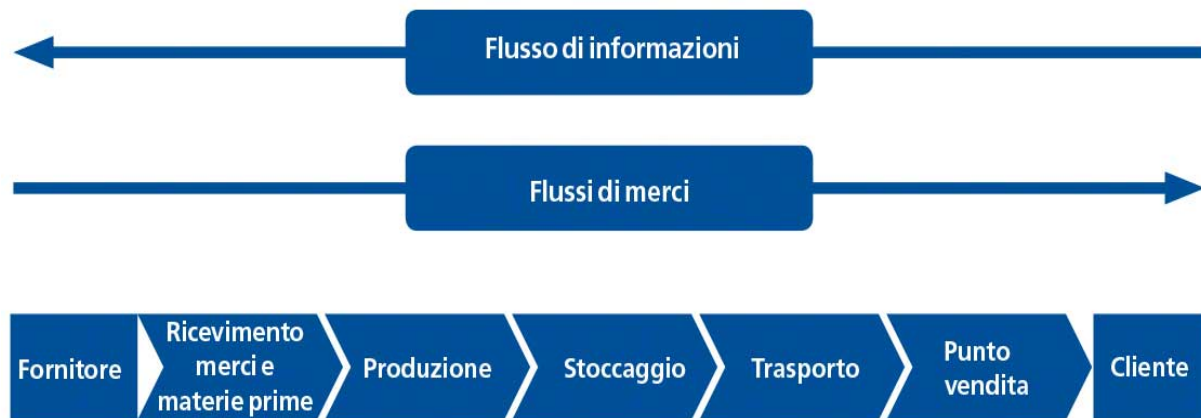 Flusso di informazioni
Flussi di merci
Fornitore
Ricevimento
merci e
materie prime
Produzione
Stoccaggio
Trasporto
Punto
vendita
Cliente